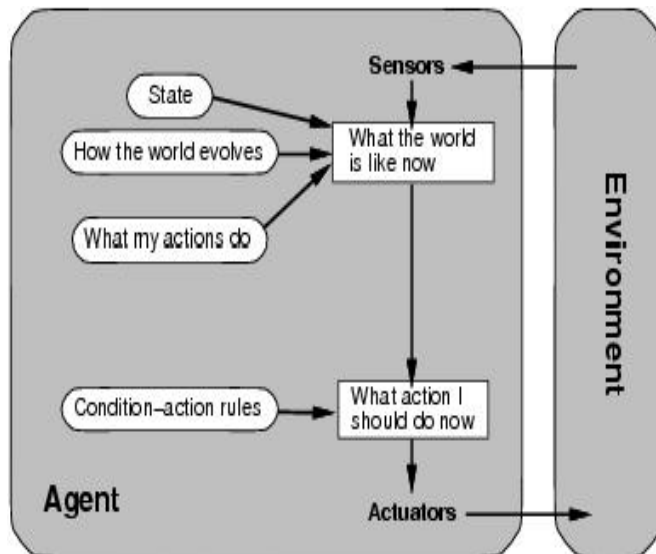 Sensors
State
What the world
is like now
How the world evolves
What my actions do
Environment
Condition–action rules
What action I
should do now
Agent
Actuators